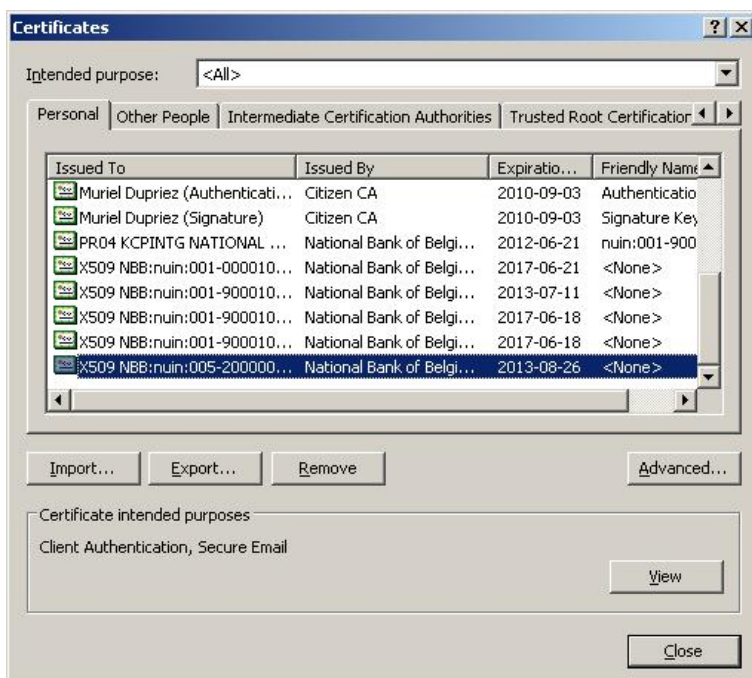 Certificates
Intended purpose: <All>
Personal Other People Intermediate Certification Authorities Trusted Root Certification
Issued To Issued By Expiratio... Friendly Name
Muriel Dupriez (Authenticati... Citizen CA 2010-09-03 Authenticatio
Muriel Dupriez (Signature) Citizen CA 2010-09-03 Signature Key
PR04 KCPINTG NATIONAL ... National Bank of Belgi... 2012-06-21 nuin:001-900
X509 NBB:nuin:001-000010... National Bank of Belgi... 2017-06-21 <None>
X509 NBB:nuin:001-900010... National Bank of Belgi... 2013-07-11 <None>
X509 NBB:nuin:001-900010... National Bank of Belgi... 2017-06-18 <None>
X509 NBB:nuin:001-900010... National Bank of Belgi... 2017-06-18 <None>
X509 NBB:nuin:005-200000... National Bank of Belgi... 2013-08-26 <None>
Import... Export... Remove Advanced...
Certificate intended purposes
Client Authentication, Secure Email
View
Close